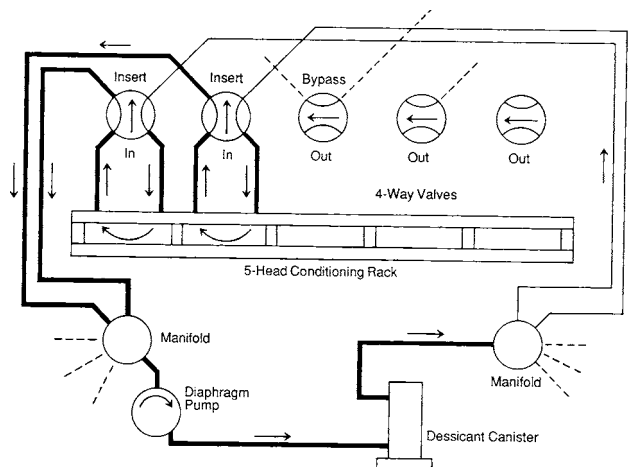 Insert
Insert
Bypass
In
In
Out
Out
Out
4-Way Valves
5-Head Conditioning Rack
Manifold
Manifold
Diaphragm
Pump
Dessicant Canister